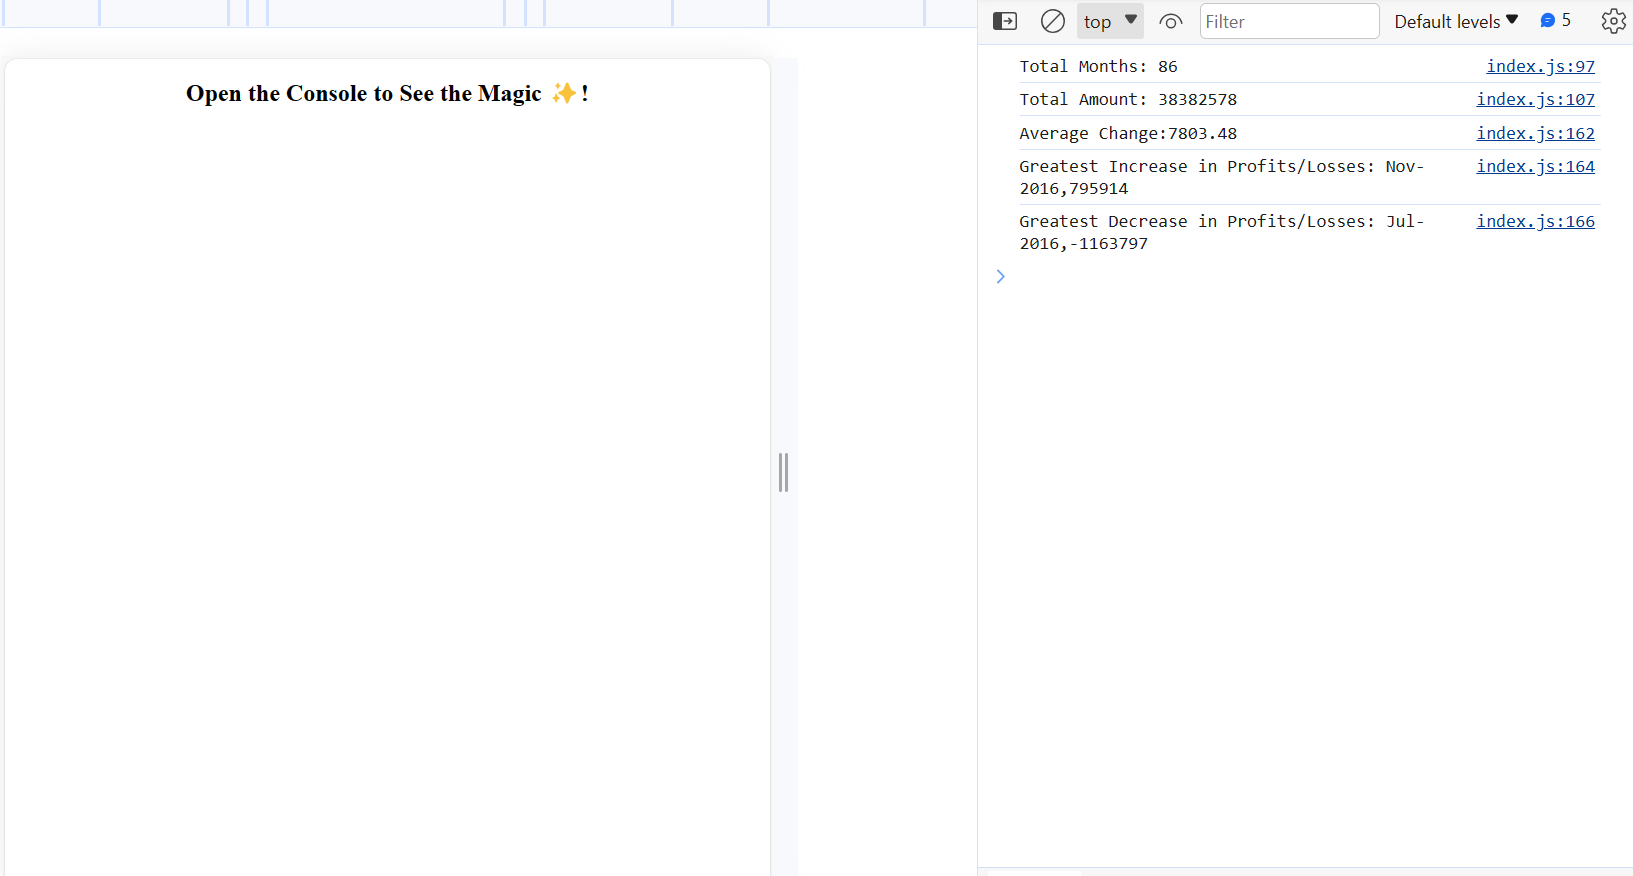 Open the Console to See the Magic ✨!
top ▼ Filter Default levels ▼ 5
Total Months: 86 index.js:97
Total Amount: 38382578 index.js:107
Average Change:7803.48 index.js:162
Greatest Increase in Profits/Losses: Nov- index.js:164
2016,795914
Greatest Decrease in Profits/Losses: Jul- index.js:166
2016,-1163797